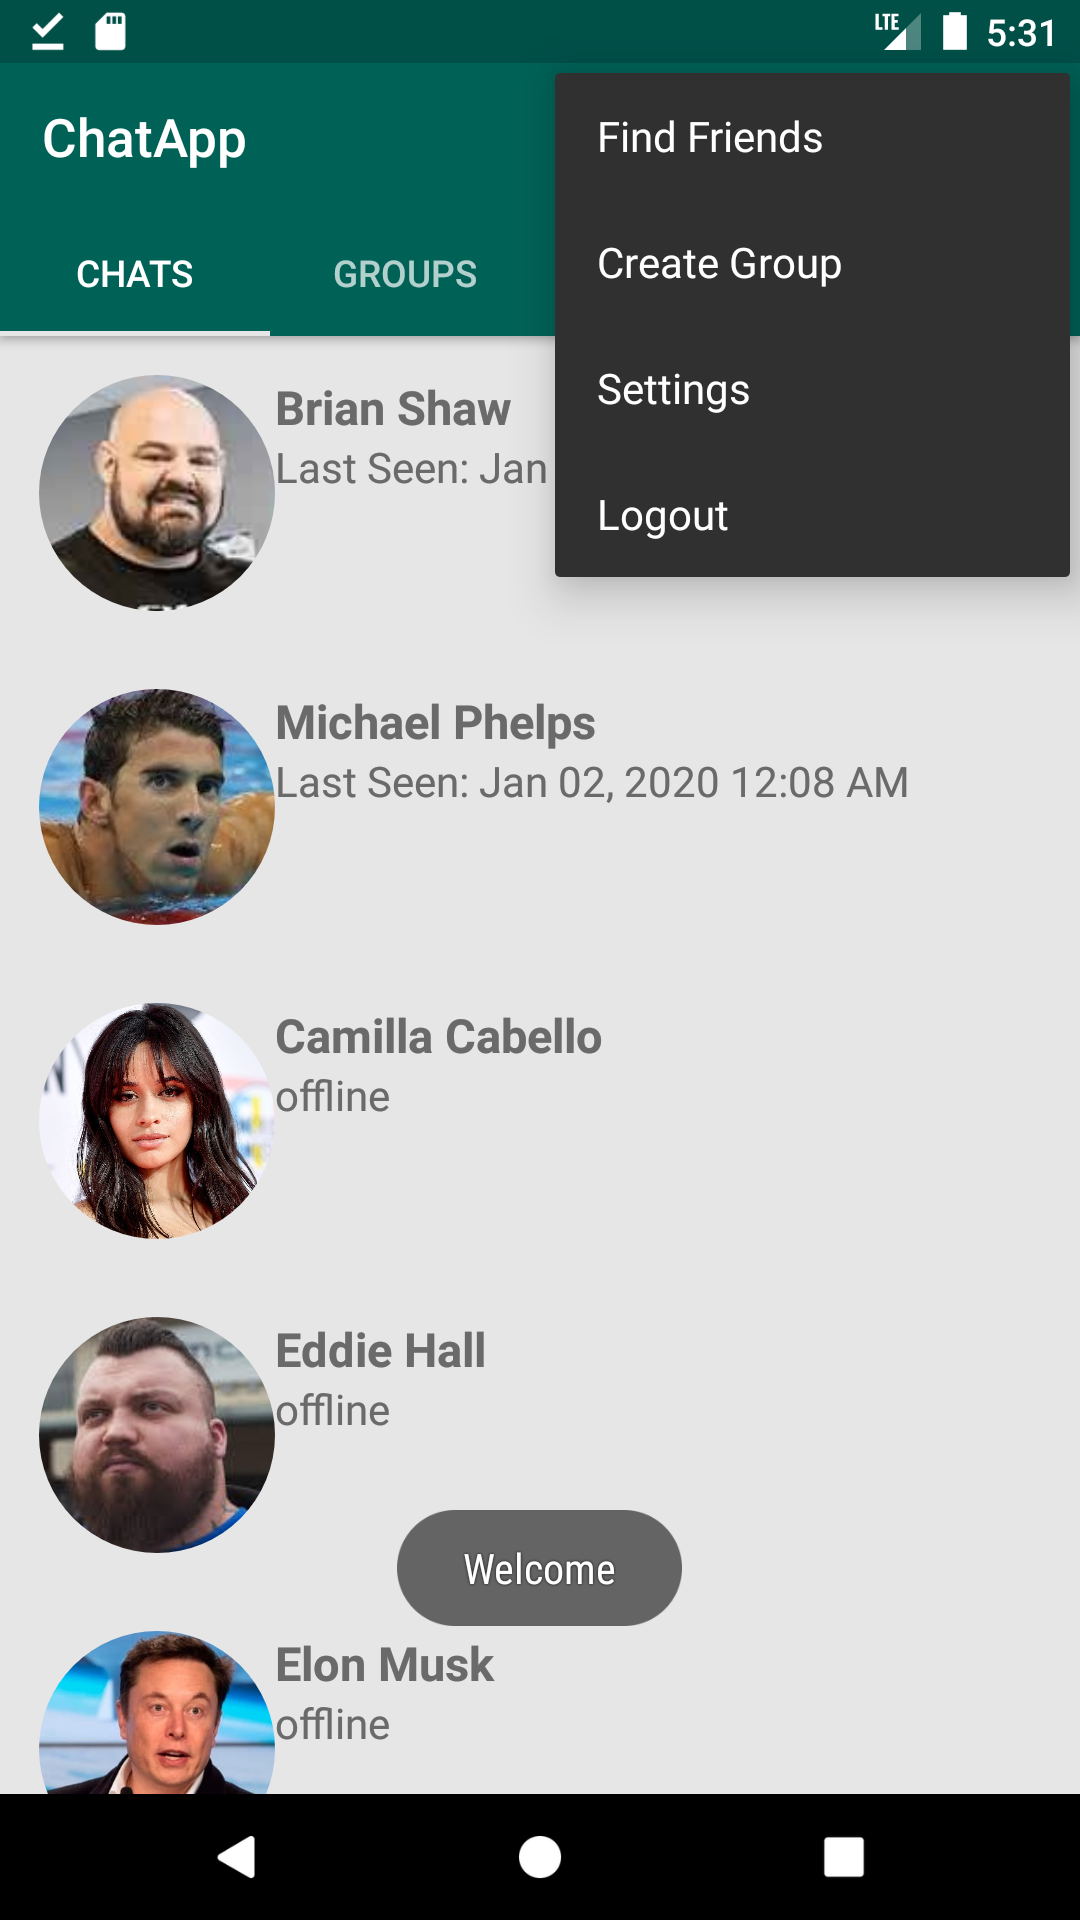 LTE 5:31
ChatApp
Find Friends
Create Group
Settings
Logout
CHATS GROUPS
Brian Shaw
Last Seen: Jan
Michael Phelps
Last Seen: Jan 02, 2020 12:08 AM
Camilla Cabello
offline
Eddie Hall
offline
Welcome
Elon Musk
offline